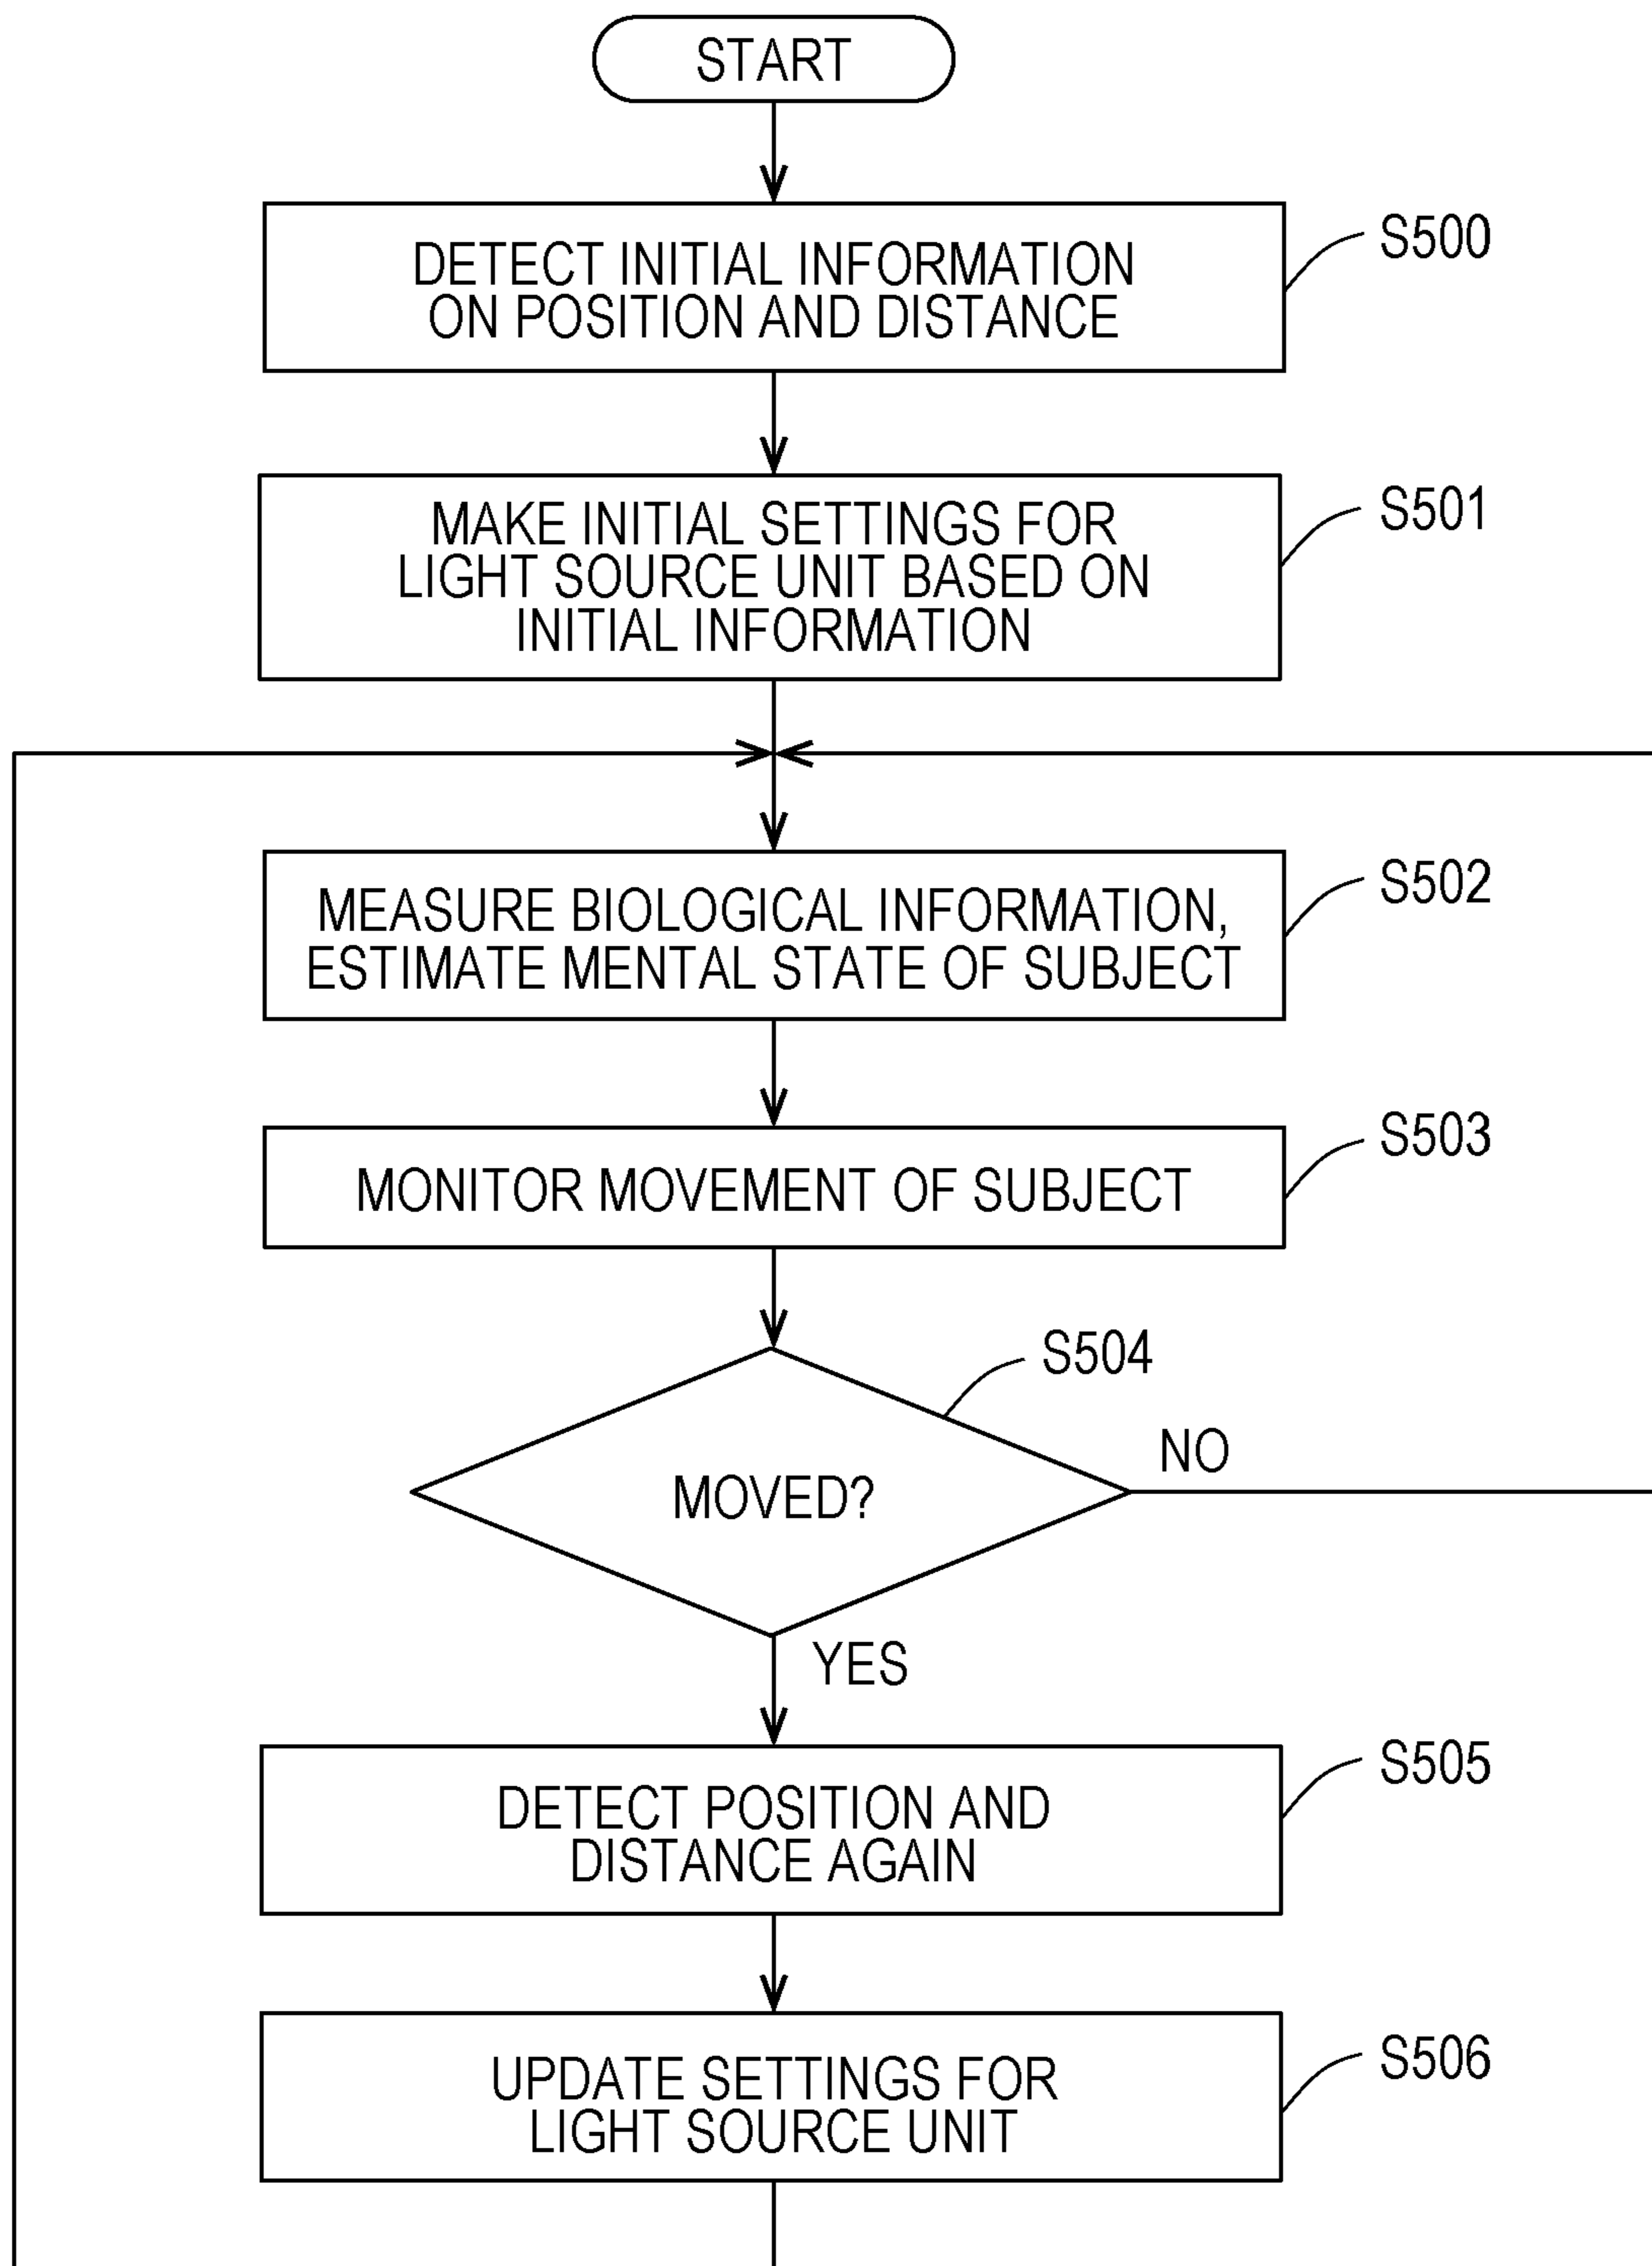 START
DETECT INITIAL INFORMATION
ON POSITION AND DISTANCE
S500
MAKE INITIAL SETTINGS FOR
LIGHT SOURCE UNIT BASED ON
INITIAL INFORMATION
S501
MEASURE BIOLOGICAL INFORMATION,
ESTIMATE MENTAL STATE OF SUBJECT
S502
MONITOR MOVEMENT OF SUBJECT
S503
S504
MOVED?
NO
YES
DETECT POSITION AND
DISTANCE AGAIN
S505
UPDATE SETTINGS FOR
LIGHT SOURCE UNIT
S506